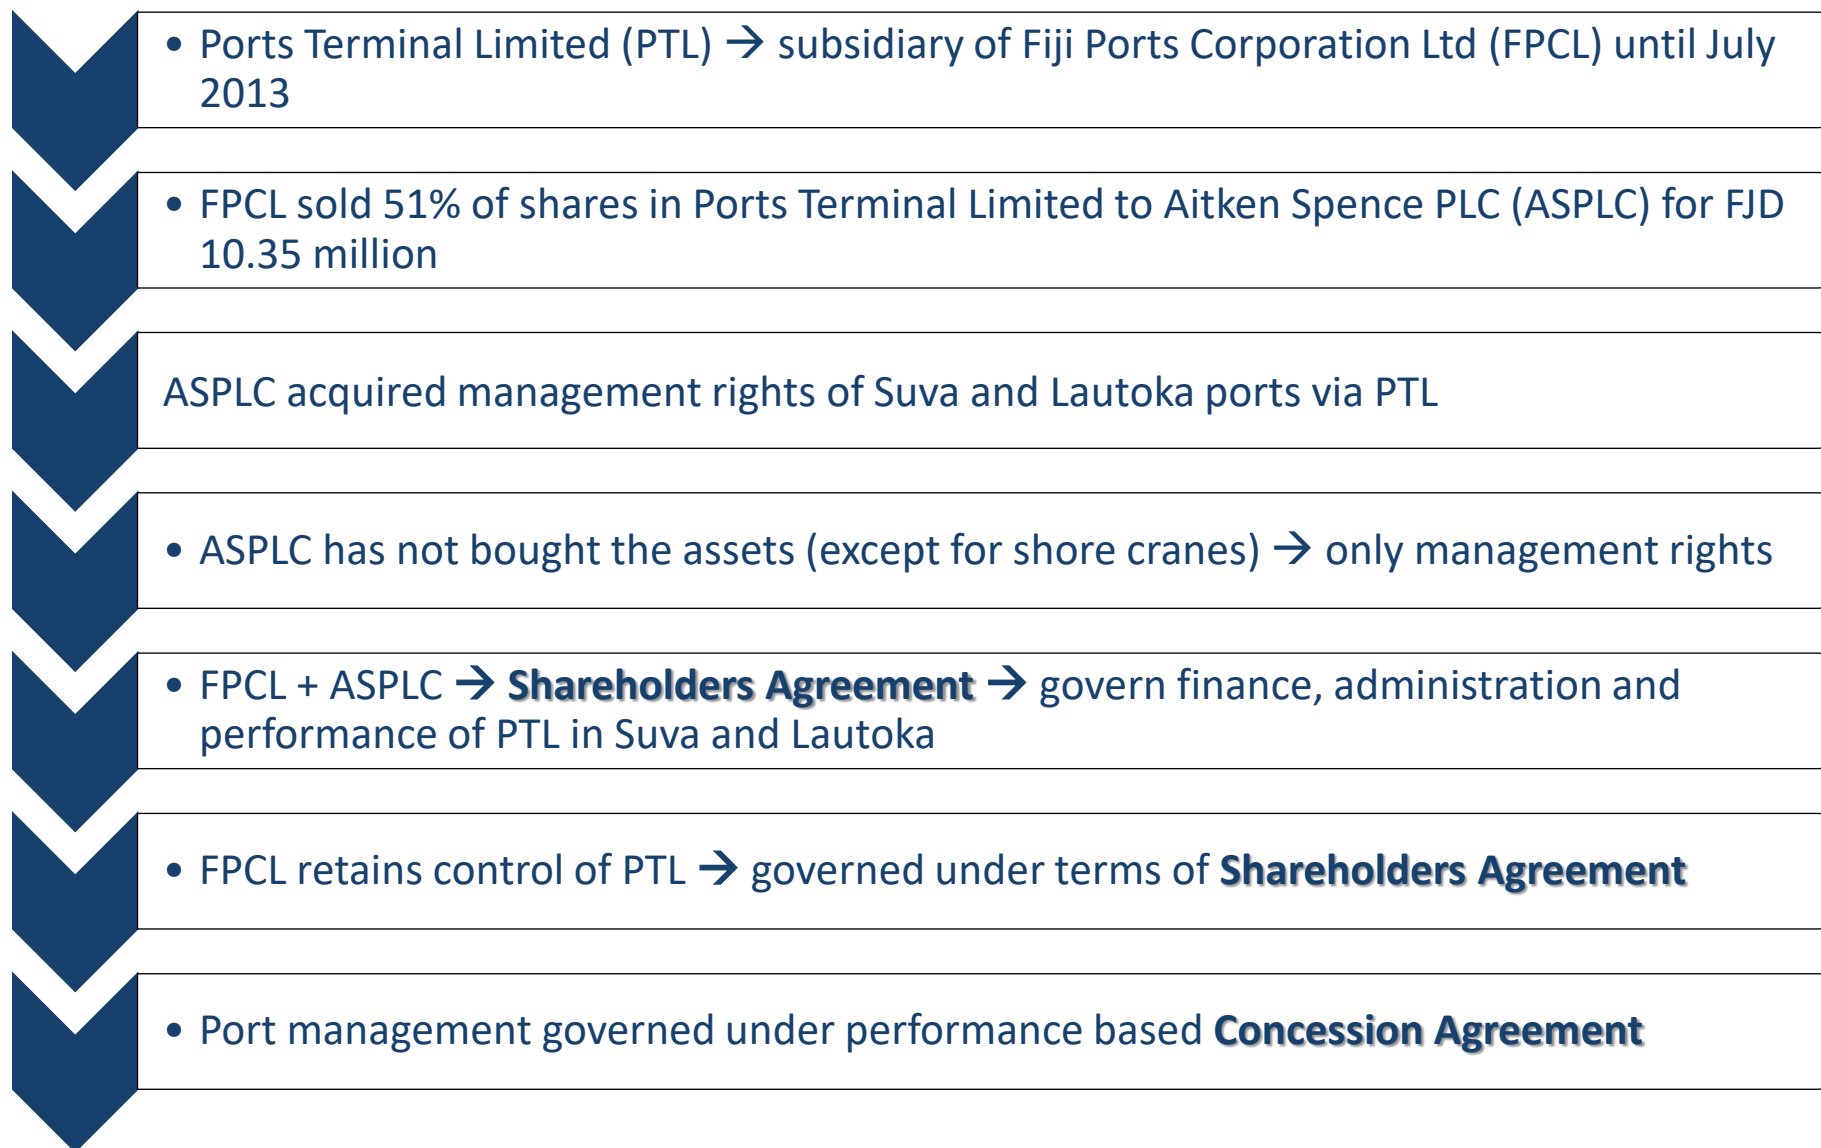 • Ports Terminal Limited (PTL) → subsidiary of Fiji Ports Corporation Ltd (FPCL) until July
2013
• FPCL sold 51% of shares in Ports Terminal Limited to Aitken Spence PLC (ASPLC) for FJD
10.35 million
ASPLC acquired management rights of Suva and Lautoka ports via PTL
• ASPLC has not bought the assets (except for shore cranes) → only management rights
• FPCL + ASPLC → Shareholders Agreement → govern finance, administration and
performance of PTL in Suva and Lautoka
• FPCL retains control of PTL → governed under terms of Shareholders Agreement
• Port management governed under performance based Concession Agreement